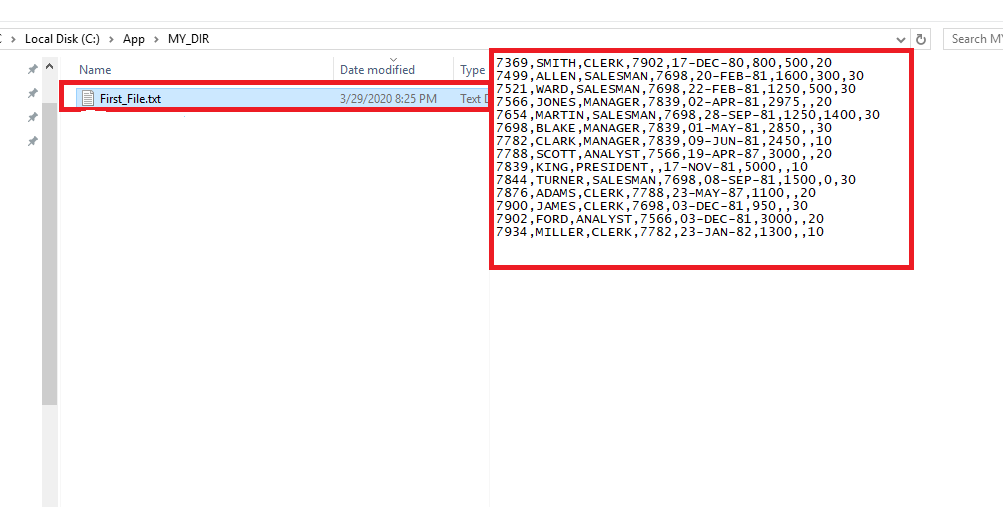 Local Disk (C:) > App > MY_DIR
Search MY
Name Date modified Type
First_File.txt 3/29/2020 8:25 PM Text D
7369,SMITH,CLERK,7902,17-DEC-80,800,500,20
7499,ALLEN,SALESMAN,7698,20-FEB-81,1600,300,30
7521,WARD,SALESMAN,7698,22-FEB-81,1250,500,30
7566,JONES,MANAGER,7839,02-APR-81,2975,,20
7654,MARTIN,SALESMAN,7698,28-SEP-81,1250,1400,30
7698,BLAKE,MANAGER,7839,01-MAY-81,2850,,30
7782,CLARK,MANAGER,7839,09-JUN-81,2450,,10
7788,SCOTT,ANALYST,7566,19-APR-87,3000,,20
7839,KING,PRESIDENT,,17-NOV-81,5000,,10
7844,TURNER,SALESMAN,7698,08-SEP-81,1500,0,30
7876,ADAMS,CLERK,7788,23-MAY-87,1100,,20
7900,JAMES,CLERK,7698,03-DEC-81,950,,30
7902,FORD,ANALYST,7566,03-DEC-81,3000,,20
7934,MILLER,CLERK,7782,23-JAN-82,1300,,10